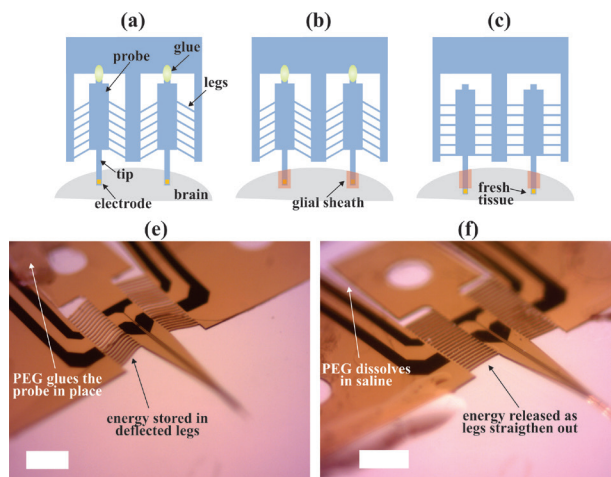 (a)
(b)
(c)
glue
probe
legs
tip
electrode
brain
glial sheath
fresh
tissue
(e)
(f)
PEG glues the
probe in place
energy stored in
deflected legs
PEG dissolves
in saline
energy released as
legs straigthen out